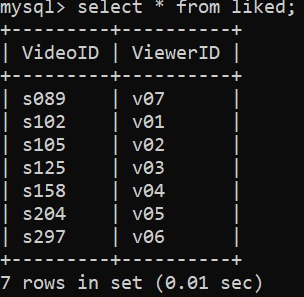 mysql> select * from liked;
+---------+----------+
| VideoID | ViewerID |
+---------+----------+
| s089    | v07      |
| s102    | v01      |
| s105    | v02      |
| s125    | v03      |
| s158    | v04      |
| s204    | v05      |
| s297    | v06      |
+---------+----------+
7 rows in set (0.01 sec)